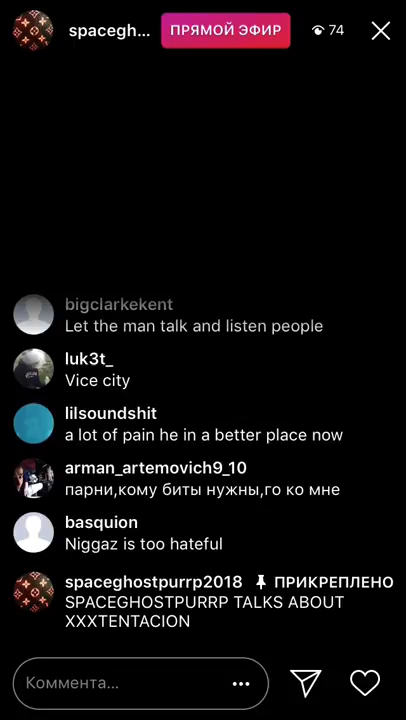 spacegh... ПРЯМОЙ ЭФИР 74
bigclarkekent
Let the man talk and listen people
luk3t_
Vice city
lilsoundshit
a lot of pain he in a better place now
arman_artemovich9_10
парни,кому биты нужны,го ко мне
basquion
Niggaz is too hateful
spaceghostpurrp2018 ПРИКРЕПЛЕНО
SPACEGHOSTPURRP TALKS ABOUT
XXXTENTACION
Коммента...